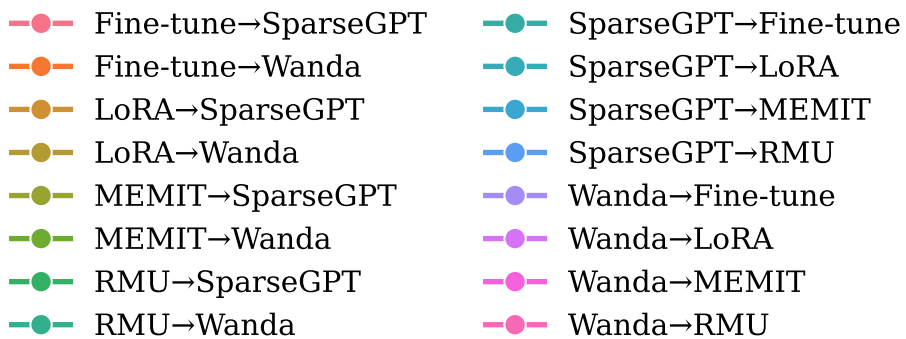 Fine-tune→SparseGPT
Fine-tune→Wanda
LoRA→SparseGPT
LoRA→Wanda
MEMIT→SparseGPT
MEMIT→Wanda
RMU→SparseGPT
RMU→Wanda
SparseGPT→Fine-tune
SparseGPT→LoRA
SparseGPT→MEMIT
SparseGPT→RMU
Wanda→Fine-tune
Wanda→LoRA
Wanda→MEMIT
Wanda→RMU